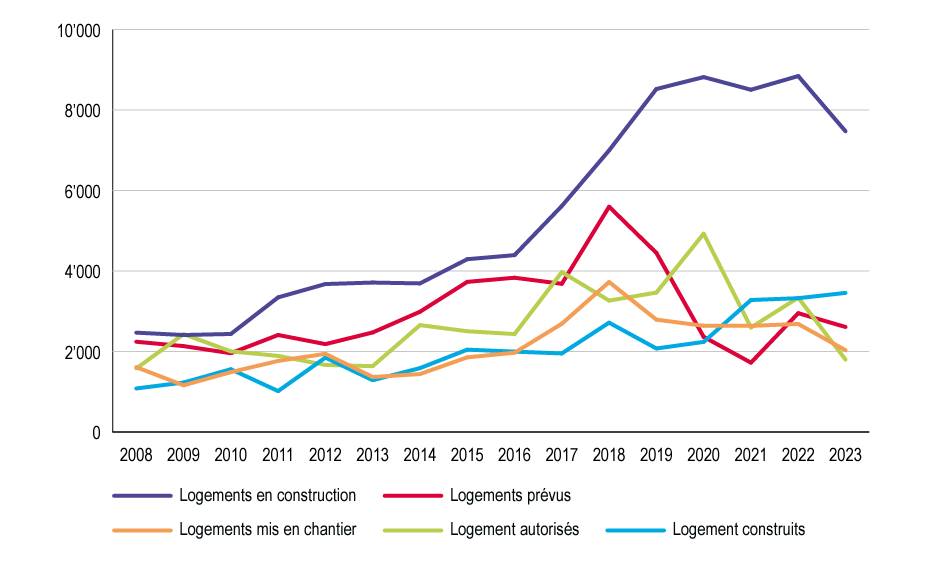 10'000
8'000
6'000
4'000
2'000
0
2008 2009 2010 2011 2012 2013 2014 2015 2016 2017 2018 2019 2020 2021 2022 2023
Logements en construction Logements prévus
Logements mis en chantier Logement autorisés Logement construits